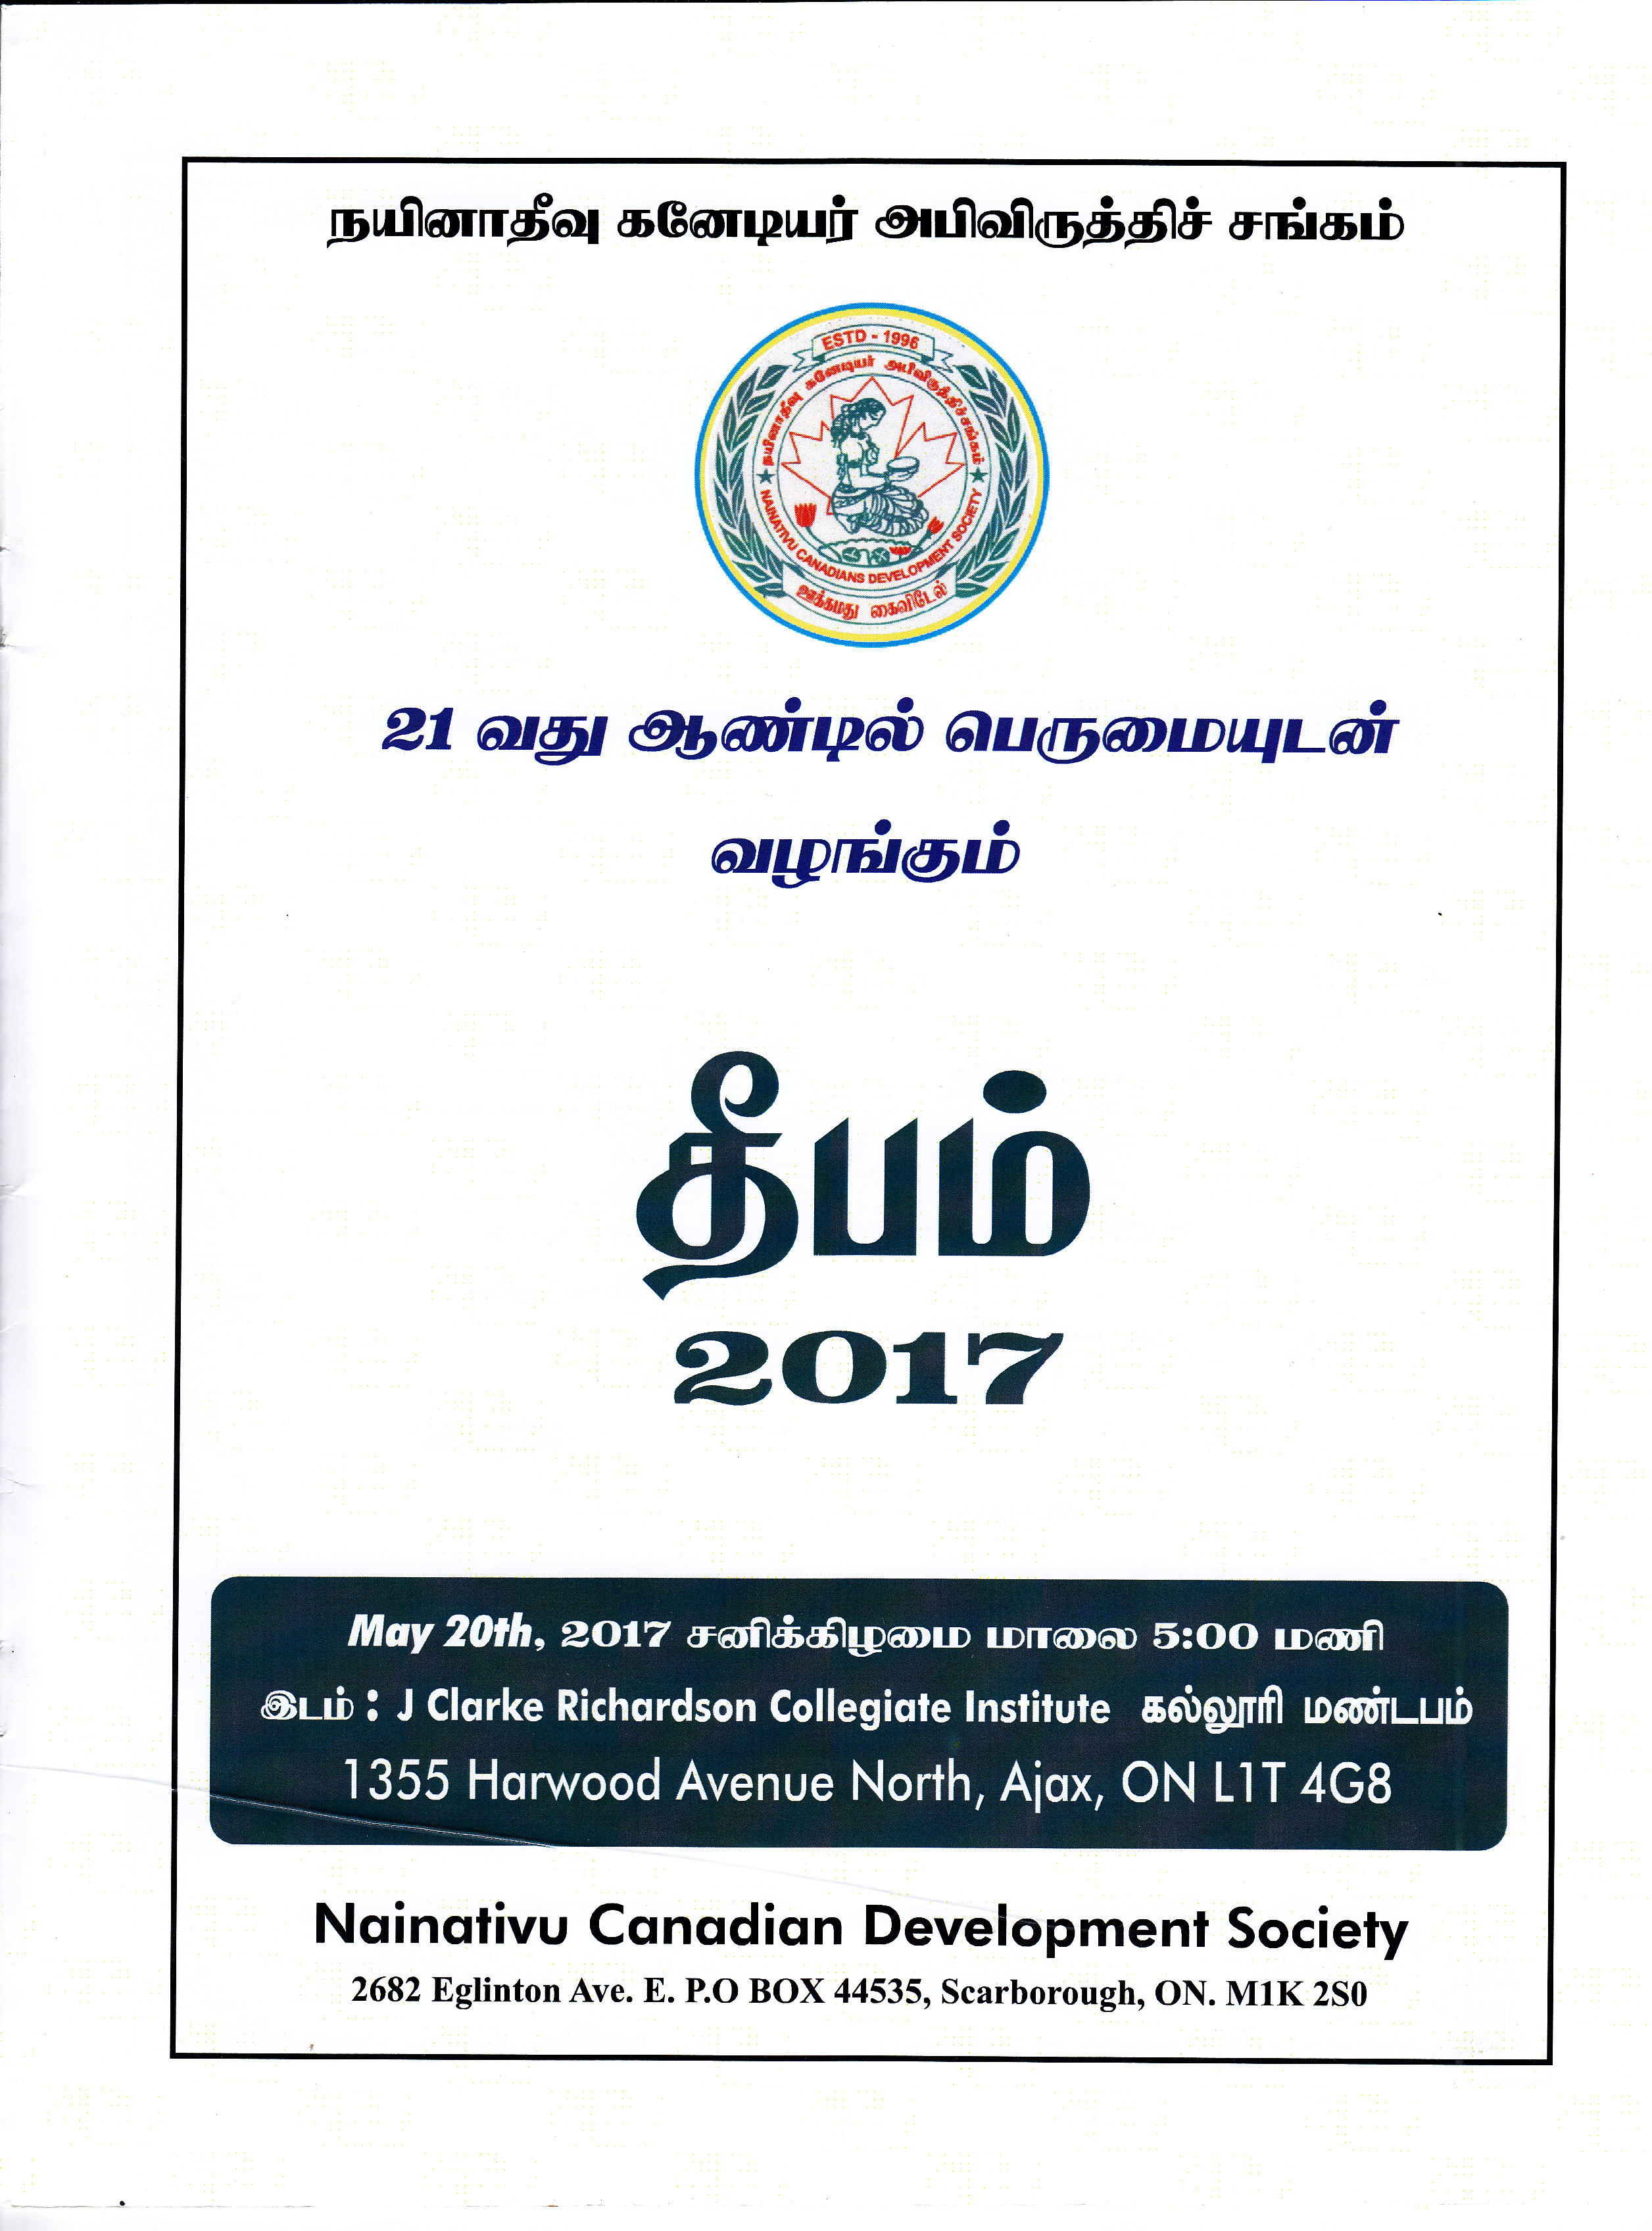 நயினாதீவு கனேடியர் அபிவிருத்திச் சங்கம்
ESTD - 1996
நயினாதீவு கனேடியர் அபிவிருத்திச்சங்கம்
NAINATIVU CANADIANS DEVELOPMENT SOCIETY
ஊக்கமது கைவிடேல்
21 வது ஆண்டில் பெருமையுடன்
வழங்கும்
தீபம்
2017
May 20th, 2017 சனிக்கிழமை மாலை 5:00 மணி
இடம் : J Clarke Richardson Collegiate Institute கல்லூரி மண்டபம்
1355 Harwood Avenue North, Ajax, ON L1T 4G8
Nainativu Canadian Development Society
2682 Eglinton Ave. E. P.O BOX 44535, Scarborough, ON. M1K 2S0